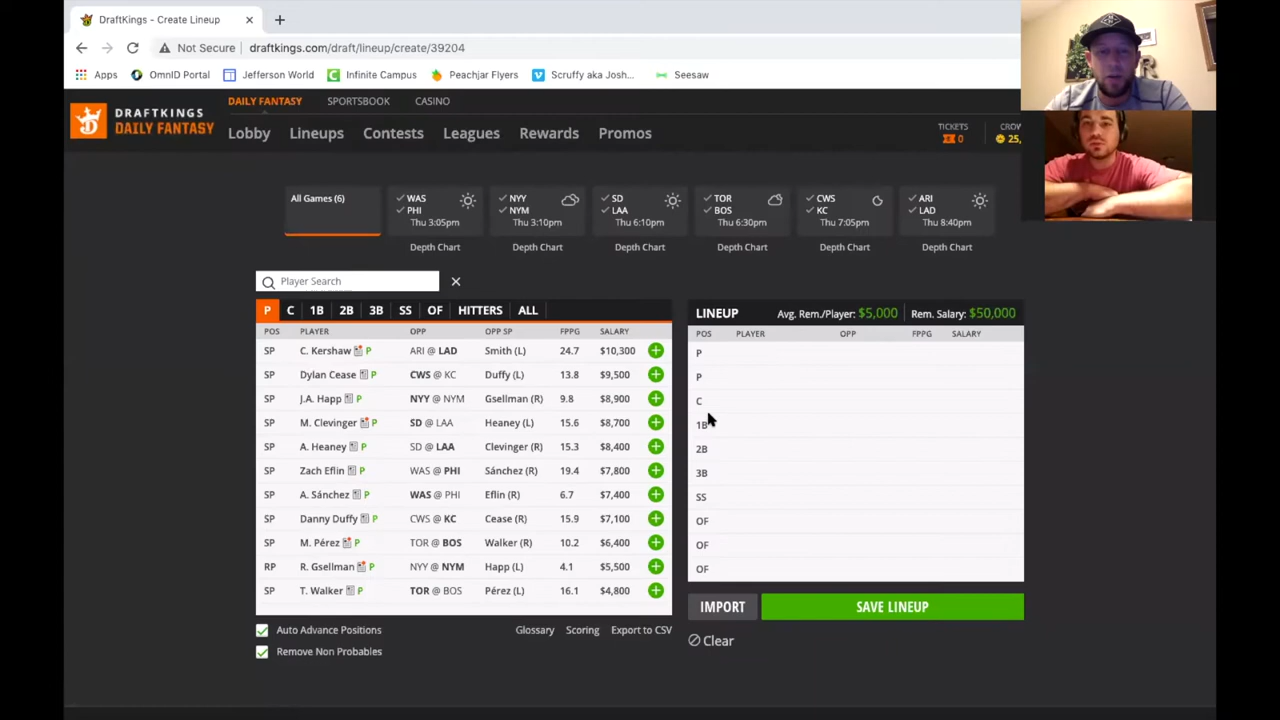 DraftKings - Create Lineup
Not Secure draftkings.com/draft/lineup/create/39204
Apps OmniD Portal Jefferson World Infinite Campus Peachjar Flyers Scruffy aka Josh... Seesaw
DRAFTKINGS
DAILY FANTASY
DAILY FANTASY SPORTSBOOK CASINO
Lobby Lineups Contests Leagues Rewards Promos
TICKETS CROW
0 25,
All Games (6)
WAS
PHI
Thu 3:05pm
Depth Chart
NYY
NYM
Thu 3:10pm
Depth Chart
SD
LAA
Thu 6:10pm
Depth Chart
TOR
BOS
Thu 6:30pm
Depth Chart
CWS
KC
Thu 7:05pm
Depth Chart
ARI
LAD
Thu 8:40pm
Depth Chart
Player Search
P C 1B 2B 3B SS OF HITTERS ALL
POS PLAYER OPP OPP SP FPPG SALARY
SP C. Kershaw P ARI @ LAD Smith (L) 24.7 $10,300
SP Dylan Cease P CWS @ KC Duffy (L) 13.8 $9,500
SP J.A. Happ P NYY @ NYM Gsellman (R) 9.8 $8,900
SP M. Clevinger P SD @ LAA Heaney (L) 15.6 $8,700
SP A. Heaney P SD @ LAA Clevinger (R) 15.3 $8,400
SP Zach Eflin P WAS @ PHI Sánchez (R) 19.4 $7,800
SP A. Sánchez P WAS @ PHI Eflin (R) 6.7 $7,400
SP Danny Duffy P CWS @ KC Cease (R) 15.9 $7,100
SP M. Pérez P TOR @ BOS Walker (R) 10.2 $6,400
RP R. Gsellman P NYY @ NYM Happ (L) 4.1 $5,500
SP T. Walker P TOR @ BOS Pérez (L) 16.1 $4,800
Auto Advance Positions Glossary Scoring Export to CSV
Remove Non Probables
LINEUP Avg. Rem./Player: $5,000 Rem. Salary: $50,000
POS PLAYER OPP FPPG SALARY
P
P
C
1B
2B
3B
SS
OF
OF
OF
IMPORT SAVE LINEUP
Clear